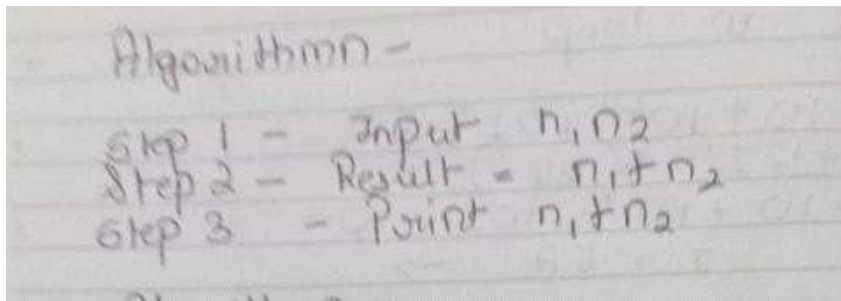 Algorithmn -
Step 1 - Input n₁ n₂
Step 2 - Result = n₁+n₂
Step 3 - Print n₁+n₂